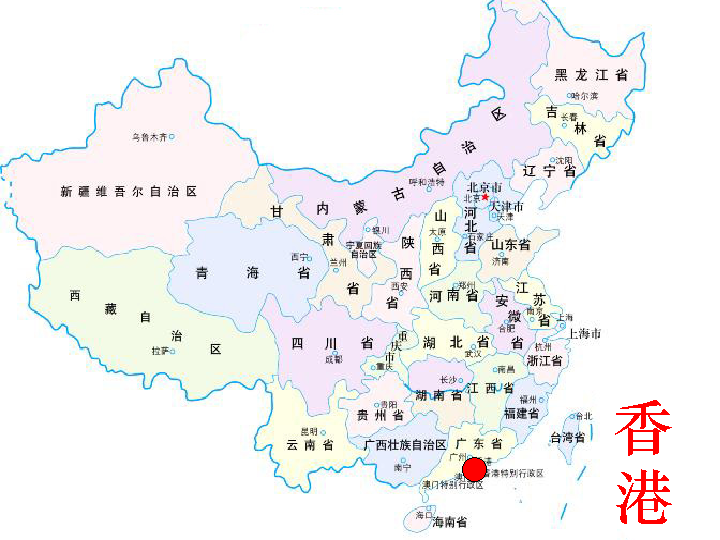 黑龙江省
哈尔滨
吉林省
长春
沈阳
辽宁省
内蒙古自治区
呼和浩特
乌鲁木齐
新疆维吾尔自治区
北京市
北京
天津市
天津
河北省
石家庄
山西省
太原
山东省
济南
甘肃省
兰州
宁夏回族
自治区
银川
陕西省
西安
青海省
西宁
西藏自治区
拉萨
河南省
郑州
江苏省
南京
安徽省
合肥
上海
上海市
杭州
浙江省
四川省
成都
重庆市
重庆
湖北省
武汉
长沙
湖南省
南昌
江西省
福州
福建省
贵阳
贵州省
昆明
云南省
广西壮族自治区
南宁
广东省
广州
香港特别行政区
澳门特别行政区
台北
台湾省
海口
海南省
香港